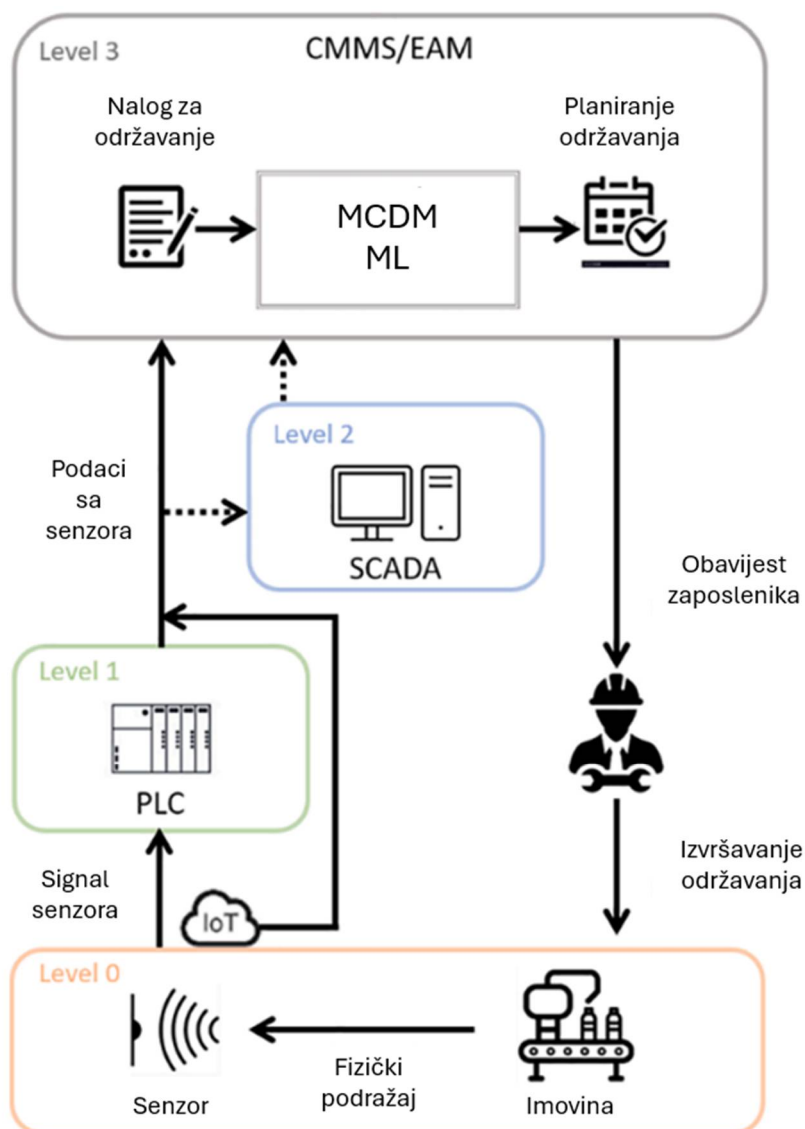 Level 3
CMMS/EAM
Nalog za
održavanje
Planiranje
održavanja
MCDM
ML
Level 2
SCADA
Podaci
sa
senzora
Obavijest
zaposlenika
Level 1
PLC
Signal
senzora
IoT
Izvršavanje
održavanja
Level 0
Senzor
Fizički
podražaj
Imovina